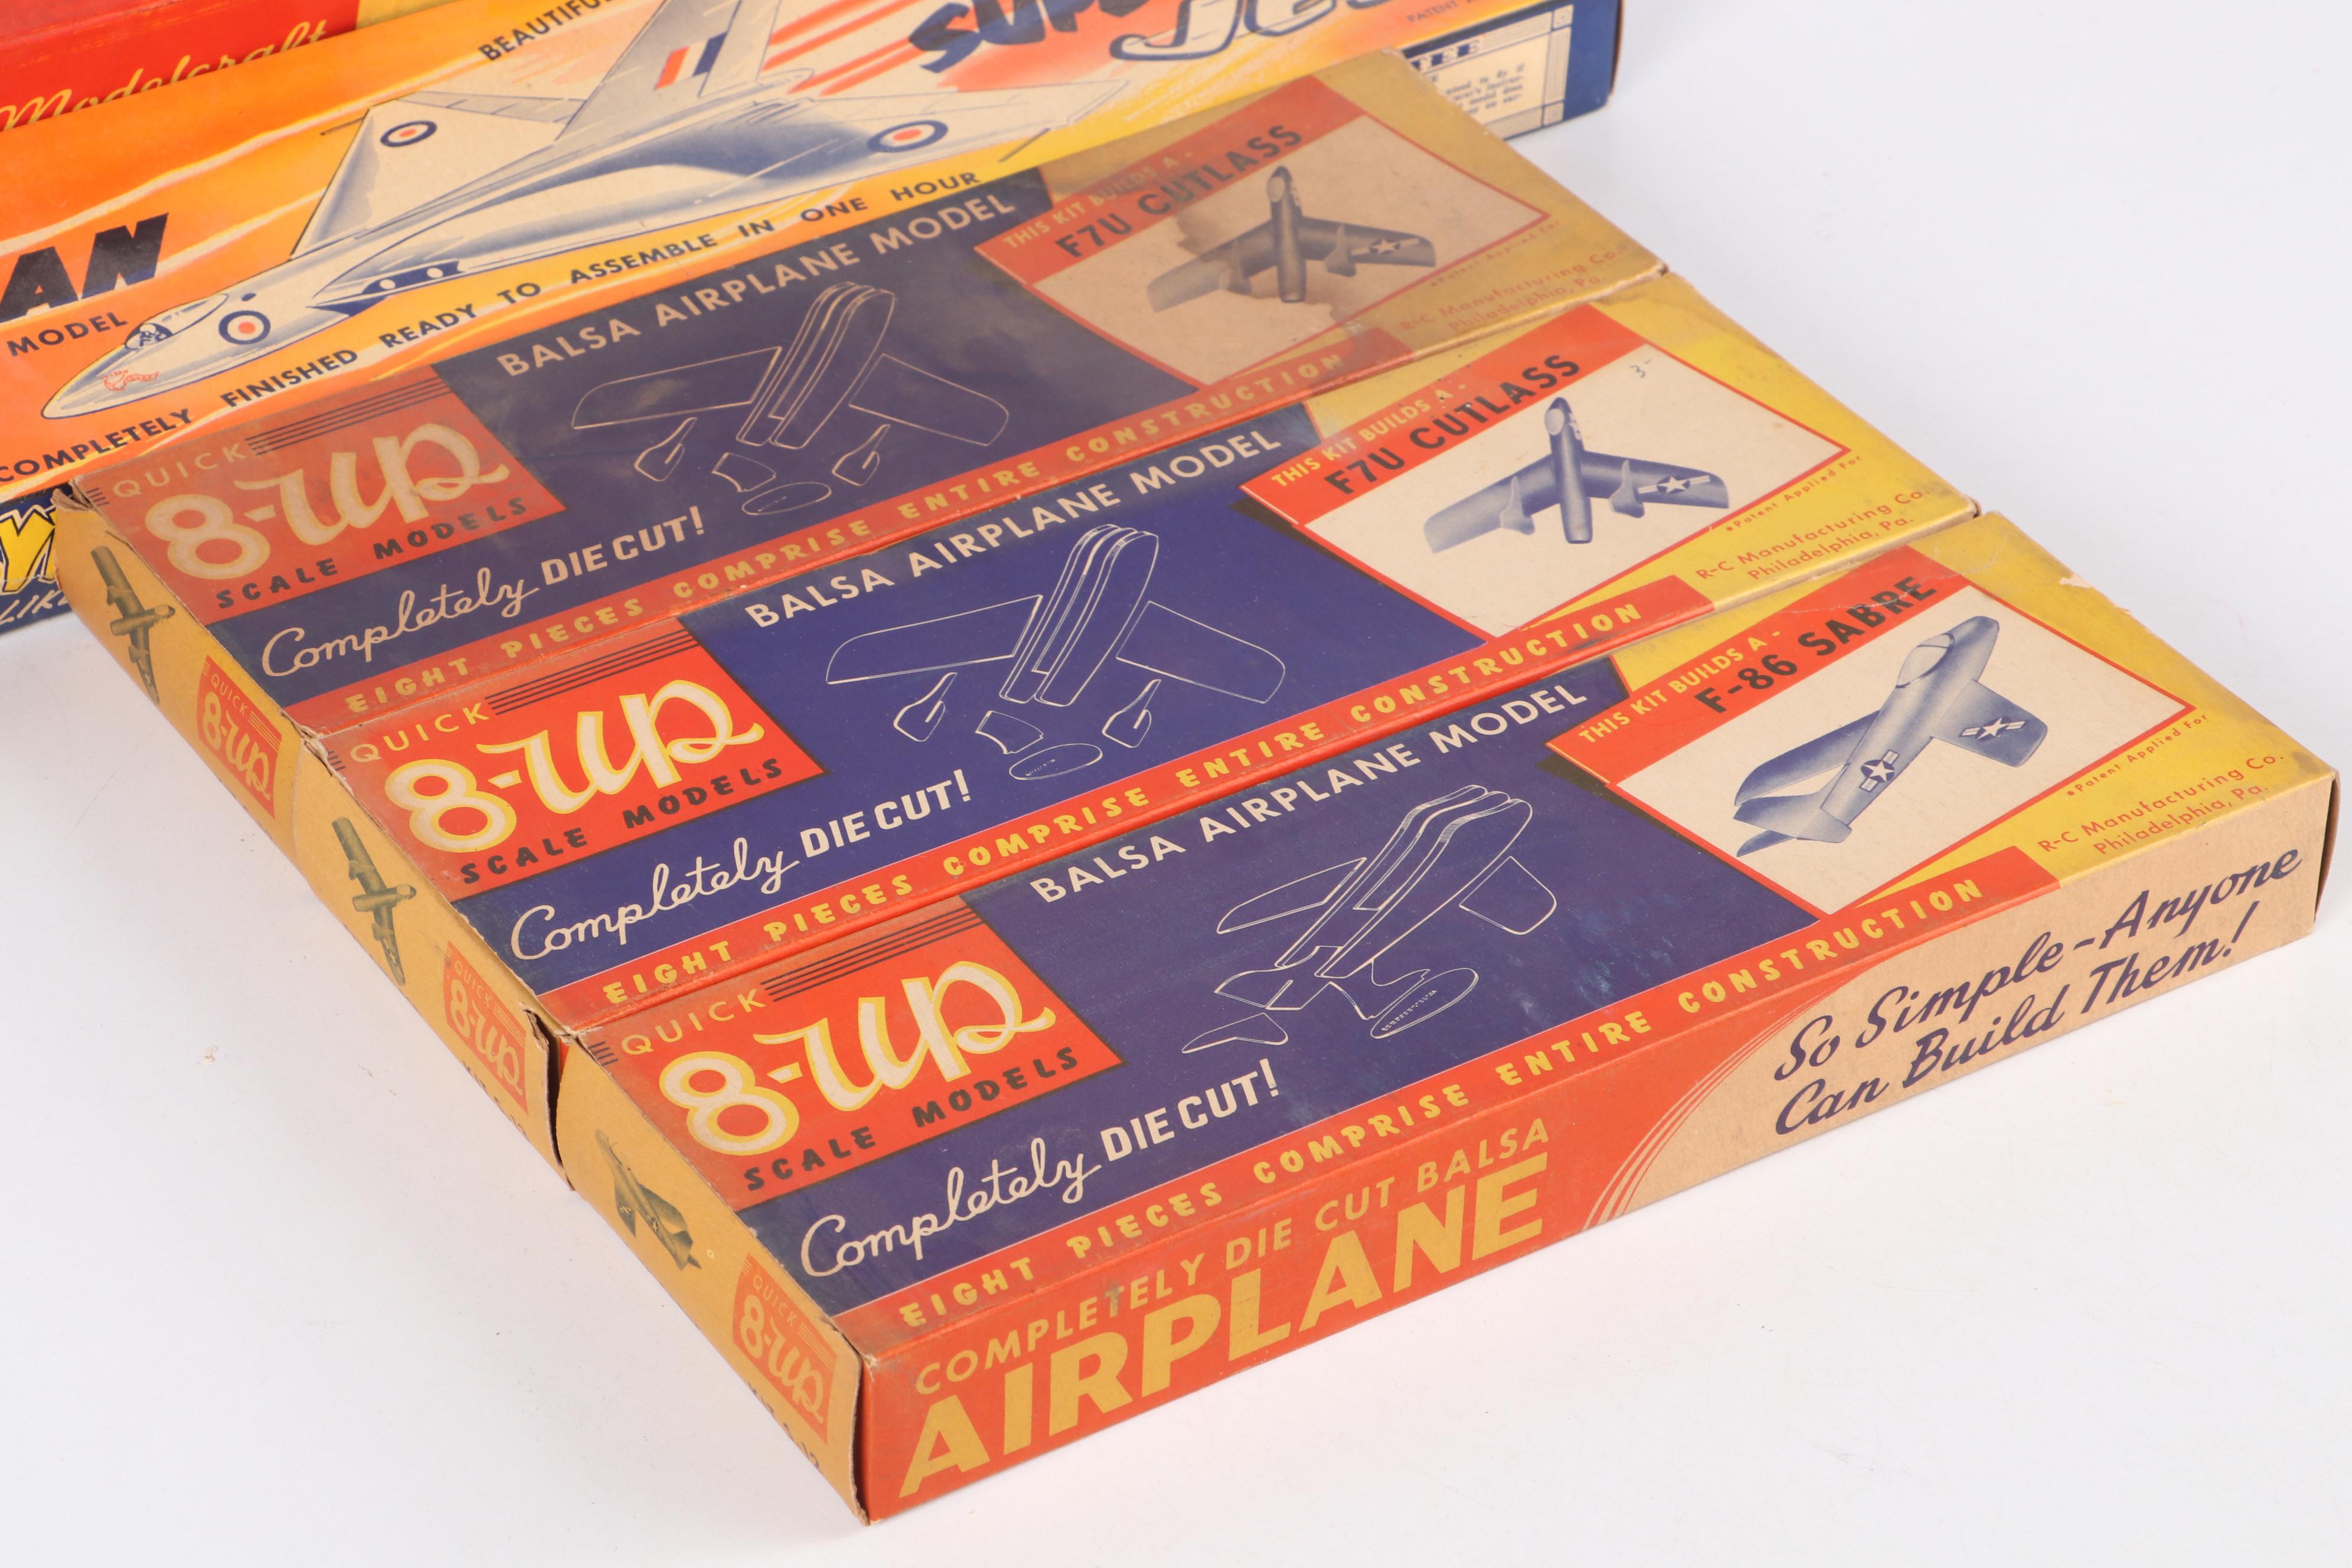 Modelcraft
BEAUTIFUL
JE
PATENT
AN
MODEL
COMPLETELY FINISHED READY TO ASSEMBLE IN ONE HOUR
QUICK
8-up
SCALE MODELS
BALSA AIRPLANE MODEL
Completely DIE CUT!
EIGHT PIECES COMPRISE ENTIRE CONSTRUCTION
THIS KIT BUILDS A -
F7U CUTLASS
•Patent Applied For
R-C Manufacturing Co.
Philadelphia, Pa.
QUICK
8-up
QUICK
8-up
SCALE MODELS
BALSA AIRPLANE MODEL
Completely DIE CUT!
EIGHT PIECES COMPRISE ENTIRE CONSTRUCTION
THIS KIT BUILDS A -
F7U CUTLASS
3-
•Patent Applied For
R-C Manufacturing Co.
Philadelphia, Pa.
QUICK
8-up
QUICK
8-up
SCALE MODELS
BALSA AIRPLANE MODEL
Completely DIE CUT!
EIGHT PIECES COMPRISE ENTIRE CONSTRUCTION
THIS KIT BUILDS A -
F-86 SABRE
•Patent Applied For
R-C Manufacturing Co.
Philadelphia, Pa.
QUICK
8-up
COMPLETELY DIE CUT BALSA
AIRPLANE
So Simple-Anyone
Can Build Them!